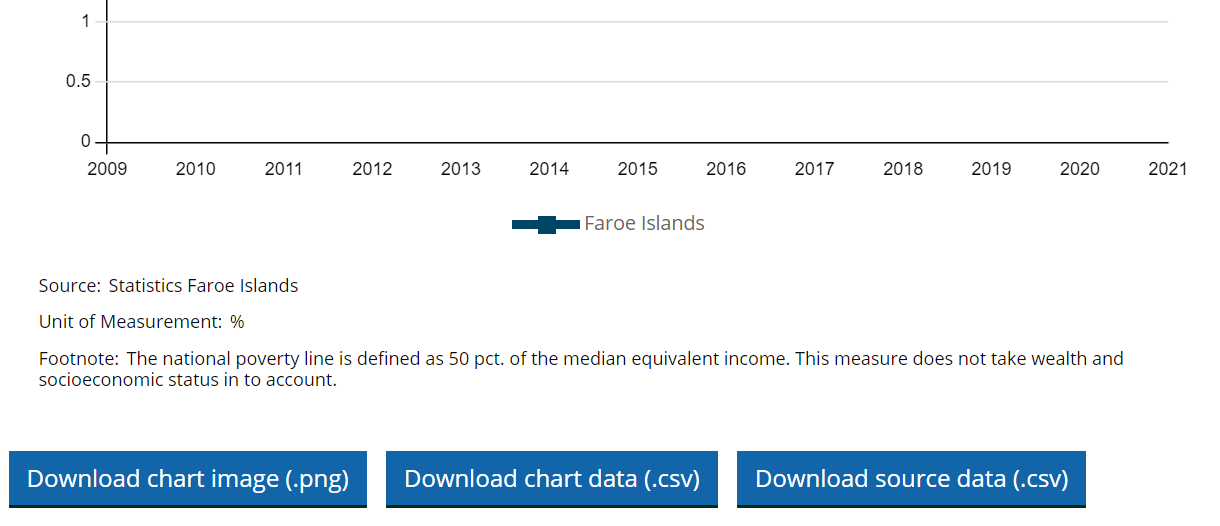 1
0.5
0
2009 2010 2011 2012 2013 2014 2015 2016 2017 2018 2019 2020 2021
Faroe Islands
Source: Statistics Faroe Islands
Unit of Measurement: %
Footnote: The national poverty line is defined as 50 pct. of the median equivalent income. This measure does not take wealth and
socioeconomic status in to account.
Download chart image (.png) Download chart data (.csv) Download source data (.csv)